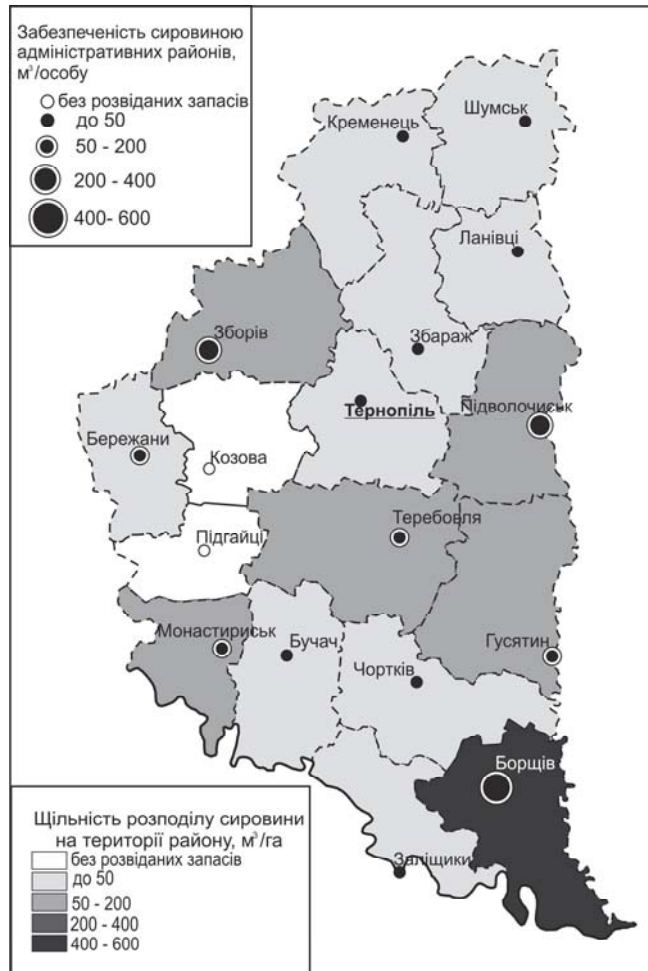 Забезпеченість сировиною
адміністративних районів,
м³/особу
без розвіданих запасів
до 50
50 - 200
200 - 400
400- 600
Шумськ
Кременець
Ланівці
Зборів
Збараж
Підволочиськ
Тернопіль
Бережани
Козова
Теребовля
Підгайці
Монастириськ
Бучач
Гусятин
Чортків
Борщів
Заліщики
Щільність розподілу сировини
на території району, м³/га
без розвіданих запасів
до 50
50 - 200
200 - 400
400 - 600